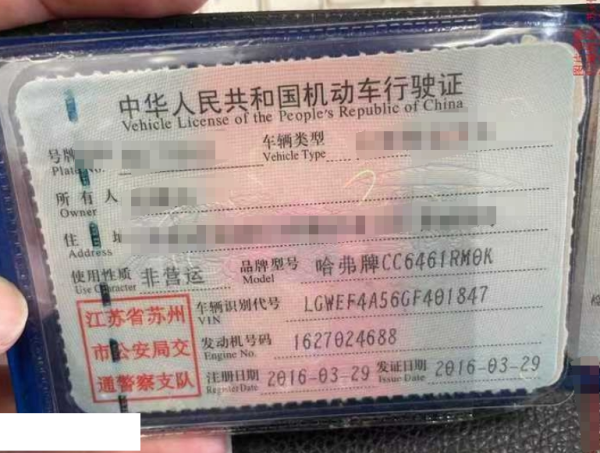 中华人民共和国机动车行驶证
Vehicle License of the People's Republic of China
号牌 车辆类型
Plate No. Vehicle Type
所有人
Owner
住 址
Address
使用性质 非营运 品牌型号 哈弗牌CC6461RM0K
Use Character Model
车辆识别代号 LGWEF4A56GF401847
VIN
发动机号码 1627024688
Engine No.
注册日期 2016-03-29 发证日期 2016-03-29
Register Date Issue Date
江苏省苏州
市公安局交
通警察支队